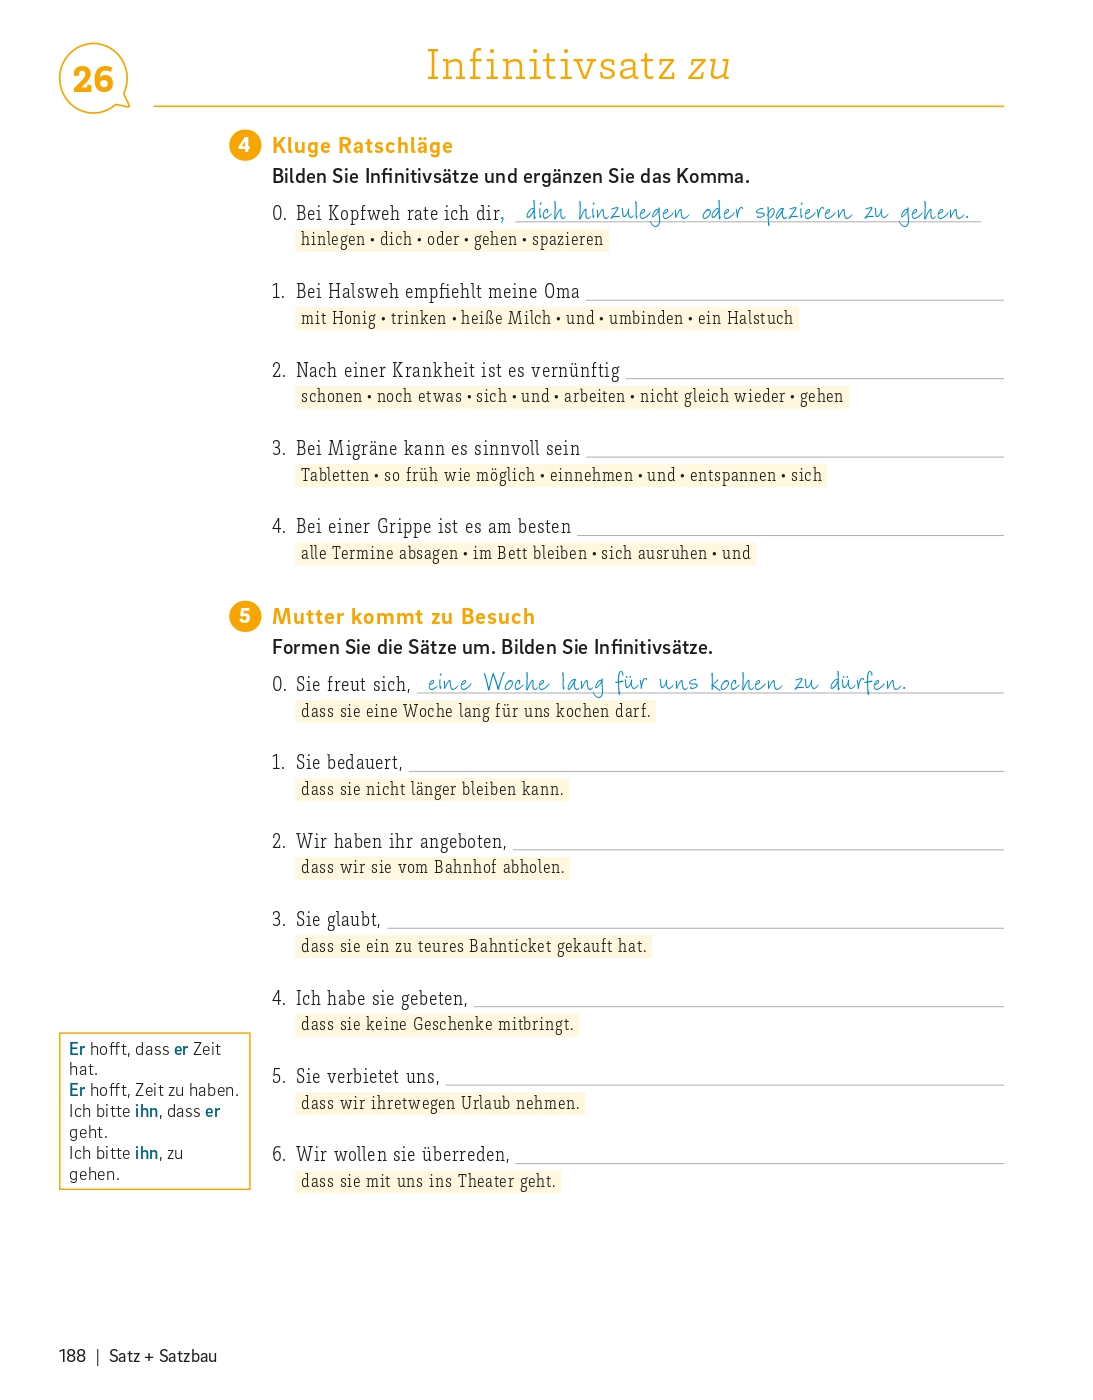 26
Infinitivsatz zu
4 Kluge Ratschläge
Bilden Sie Infinitivsätze und ergänzen Sie das Komma.
0. Bei Kopfweh rate ich dir, dich hinzulegen oder spazieren zu gehen.
hinlegen • dich • oder • gehen • spazieren
1. Bei Halsweh empfiehlt meine Oma
mit Honig • trinken • heiße Milch • und • umbinden • ein Halstuch
2. Nach einer Krankheit ist es vernünftig
schonen • noch etwas • sich • und • arbeiten • nicht gleich wieder • gehen
3. Bei Migräne kann es sinnvoll sein
Tabletten • so früh wie möglich • einnehmen • und • entspannen • sich
4. Bei einer Grippe ist es am besten
alle Termine absagen • im Bett bleiben • sich ausruhen • und
5 Mutter kommt zu Besuch
Formen Sie die Sätze um. Bilden Sie Infinitivsätze.
0. Sie freut sich, eine Woche lang für uns kochen zu dürfen.
dass sie eine Woche lang für uns kochen darf.
1. Sie bedauert,
dass sie nicht länger bleiben kann.
2. Wir haben ihr angeboten,
dass wir sie vom Bahnhof abholen.
3. Sie glaubt,
dass sie ein zu teures Bahnticket gekauft hat.
4. Ich habe sie gebeten,
dass sie keine Geschenke mitbringt.
5. Sie verbietet uns,
dass wir ihretwegen Urlaub nehmen.
6. Wir wollen sie überreden,
dass sie mit uns ins Theater geht.
Er hofft, dass er Zeit
hat.
Er hofft, Zeit zu haben.
Ich bitte ihn, dass er
geht.
Ich bitte ihn, zu
gehen.
188 | Satz + Satzbau